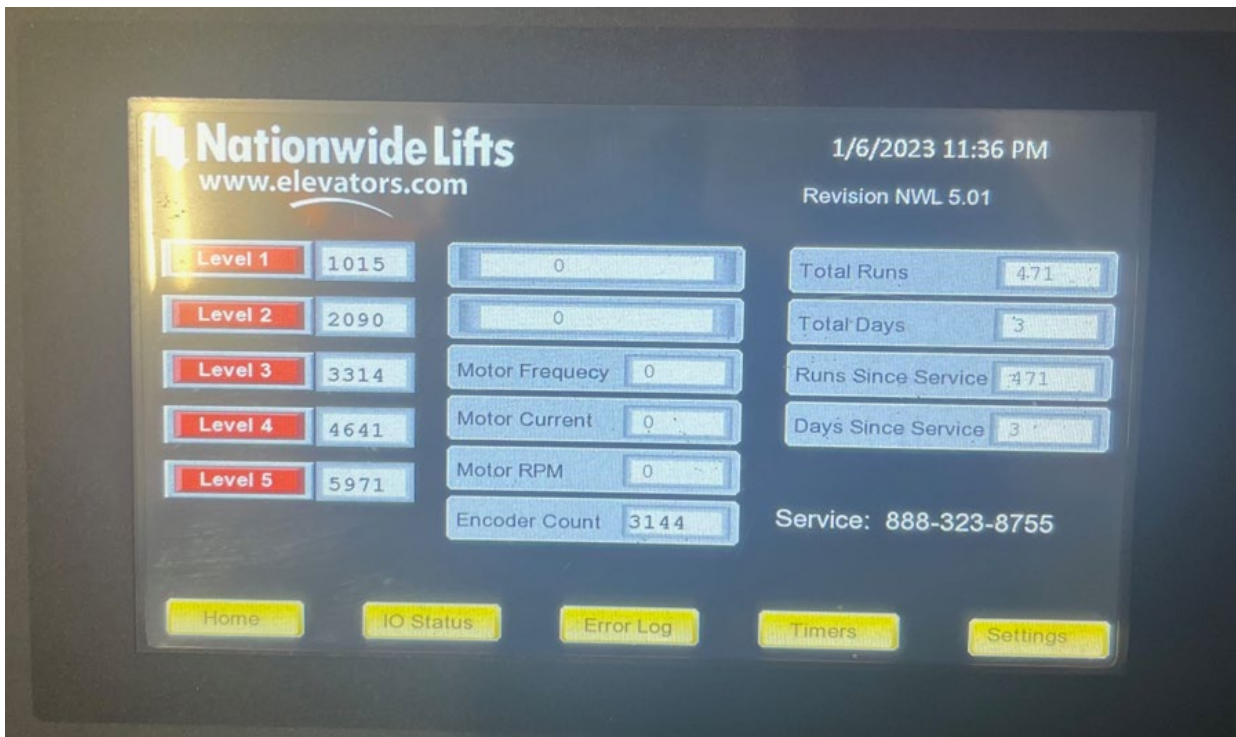 Nationwide Lifts
www.elevators.com
1/6/2023 11:36 PM
Revision NWL 5.01
Level 1 1015
Level 2 2090
Level 3 3314
Level 4 4641
Level 5 5971
0
0
Motor Frequecy 0
Motor Current 0
Motor RPM 0
Encoder Count 3144
Total Runs 471
Total Days 3
Runs Since Service 471
Days Since Service 3
Service: 888-323-8755
Home IO Status Error Log Timers Settings